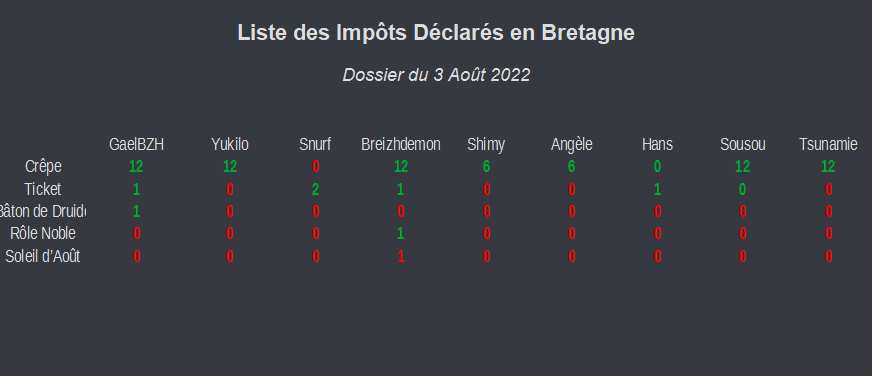 Liste des Impôts Déclarés en Bretagne
Dossier du 3 Août 2022
GaelBZH Yukilo Snurf Breizhdemon Shimy Angèle Hans Sousou Tsunamie
Crêpe 12 12 0 12 6 6 0 12 12
Ticket 1 0 2 1 0 0 1 0 0
Bâton de Druide 1 0 0 0 0 0 0 0 0
Rôle Noble 0 0 0 1 0 0 0 0 0
Soleil d'Août 0 0 0 1 0 0 0 0 0